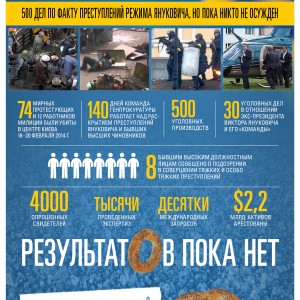 500 ДЕЛ ПО ФАКТУ ПРЕСТУПЛЕНИЙ РЕЖИМА ЯНУКОВИЧА, НО ПОКА НИКТО НЕ ОСУЖДЕН
74 МИРНЫХ
ПРОТЕСТУЮЩИХ
И 12 РАБОТНИКОВ
МИЛИЦИИ БЫЛИ УБИТЫ
В ЦЕНТРЕ КИЕВА
18-20 ФЕВРАЛЯ 2014 Г.
140 ДНЕЙ КОМАНДА
ГЕНПРОКУРАТУРЫ
РАБОТАЕТ НАД РАС-
КРЫТИЕМ ПРЕСТУПЛЕНИЙ
ЯНУКОВИЧА И БЫВШИХ
ВЫСШИХ ЧИНОВНИКОВ
500
УГОЛОВНЫХ
ПРОИЗВОДСТВ
30 УГОЛОВНЫХ ДЕЛ
В ОТНОШЕНИИ
ЭКС-ПРЕЗИДЕНТА
ВИКТОРА ЯНУКОВИЧА
И ЕГО «КОМАНДЫ»
8 БЫВШИМ ВЫСОКИМ ДОЛЖНОСТНЫМ
ЛИЦАМ СООБЩЕНО О ПОДОЗРЕНИИ
В СОВЕРШЕНИИ ТЯЖКИХ И ОСОБО
ТЯЖКИХ ПРЕСТУПЛЕНИЙ
4000
ОПРОШЕННЫХ
СВИДЕТЕЛЕЙ
ТЫСЯЧИ
ПРОВЕДЕННЫХ
ЭКСПЕРТИЗ
ДЕСЯТКИ
МЕЖДУНАРОДНЫХ
ЗАПРОСОВ
$2,2
МЛРД АКТИВОВ
АРЕСТОВАНЫ
РЕЗУЛЬТАТОВ ПОКА НЕТ